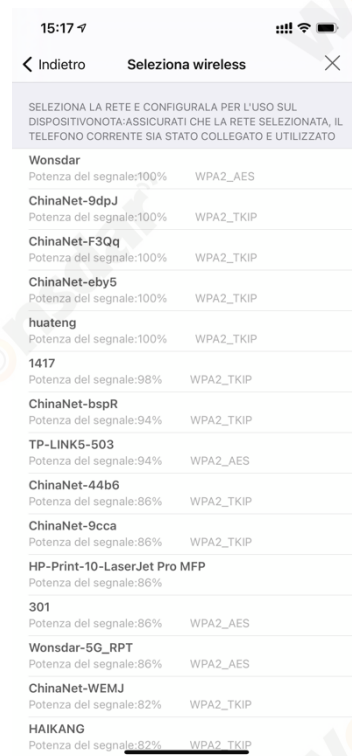 15:17
Indietro Seleziona wireless
SELEZIONA LA RETE E CONFIGURALA PER L'USO SUL
DISPOSITIVONOTA:ASSICURATI CHE LA RETE SELEZIONATA, IL
TELEFONO CORRENTE SIA STATO COLLEGATO E UTILIZZATO
Wonsdar
Potenza del segnale:100% WPA2_AES
ChinaNet-9dpJ
Potenza del segnale:100% WPA2_TKIP
ChinaNet-F3Qq
Potenza del segnale:100% WPA2_TKIP
ChinaNet-eby5
Potenza del segnale:100% WPA2_TKIP
huateng
Potenza del segnale:100% WPA2_TKIP
1417
Potenza del segnale:98% WPA2_TKIP
ChinaNet-bspR
Potenza del segnale:94% WPA2_TKIP
TP-LINK5-503
Potenza del segnale:94% WPA2_AES
ChinaNet-44b6
Potenza del segnale:86% WPA2_TKIP
ChinaNet-9cca
Potenza del segnale:86% WPA2_TKIP
HP-Print-10-LaserJet Pro MFP
Potenza del segnale:86%
301
Potenza del segnale:86% WPA2_AES
Wonsdar-5G_RPT
Potenza del segnale:86% WPA2_AES
ChinaNet-WEMJ
Potenza del segnale:82% WPA2_TKIP
HAIKANG
Potenza del segnale:82% WPA2_TKIP